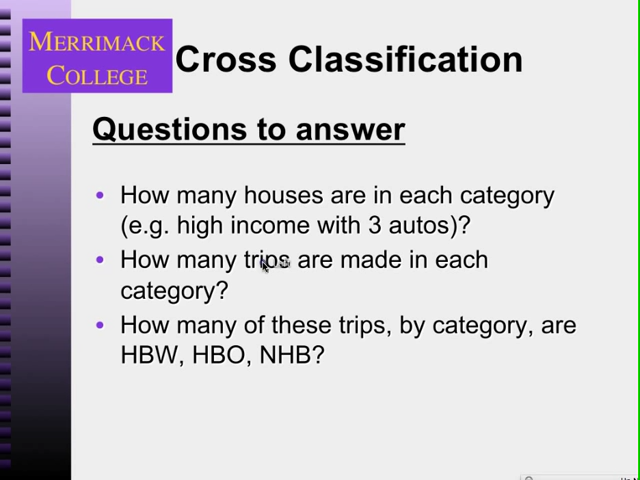 MERRIMACK
COLLEGE
Cross Classification
Questions to answer
• How many houses are in each category
(e.g. high income with 3 autos)?
• How many trips are made in each
category?
• How many of these trips, by category, are
HBW, HBO, NHB?